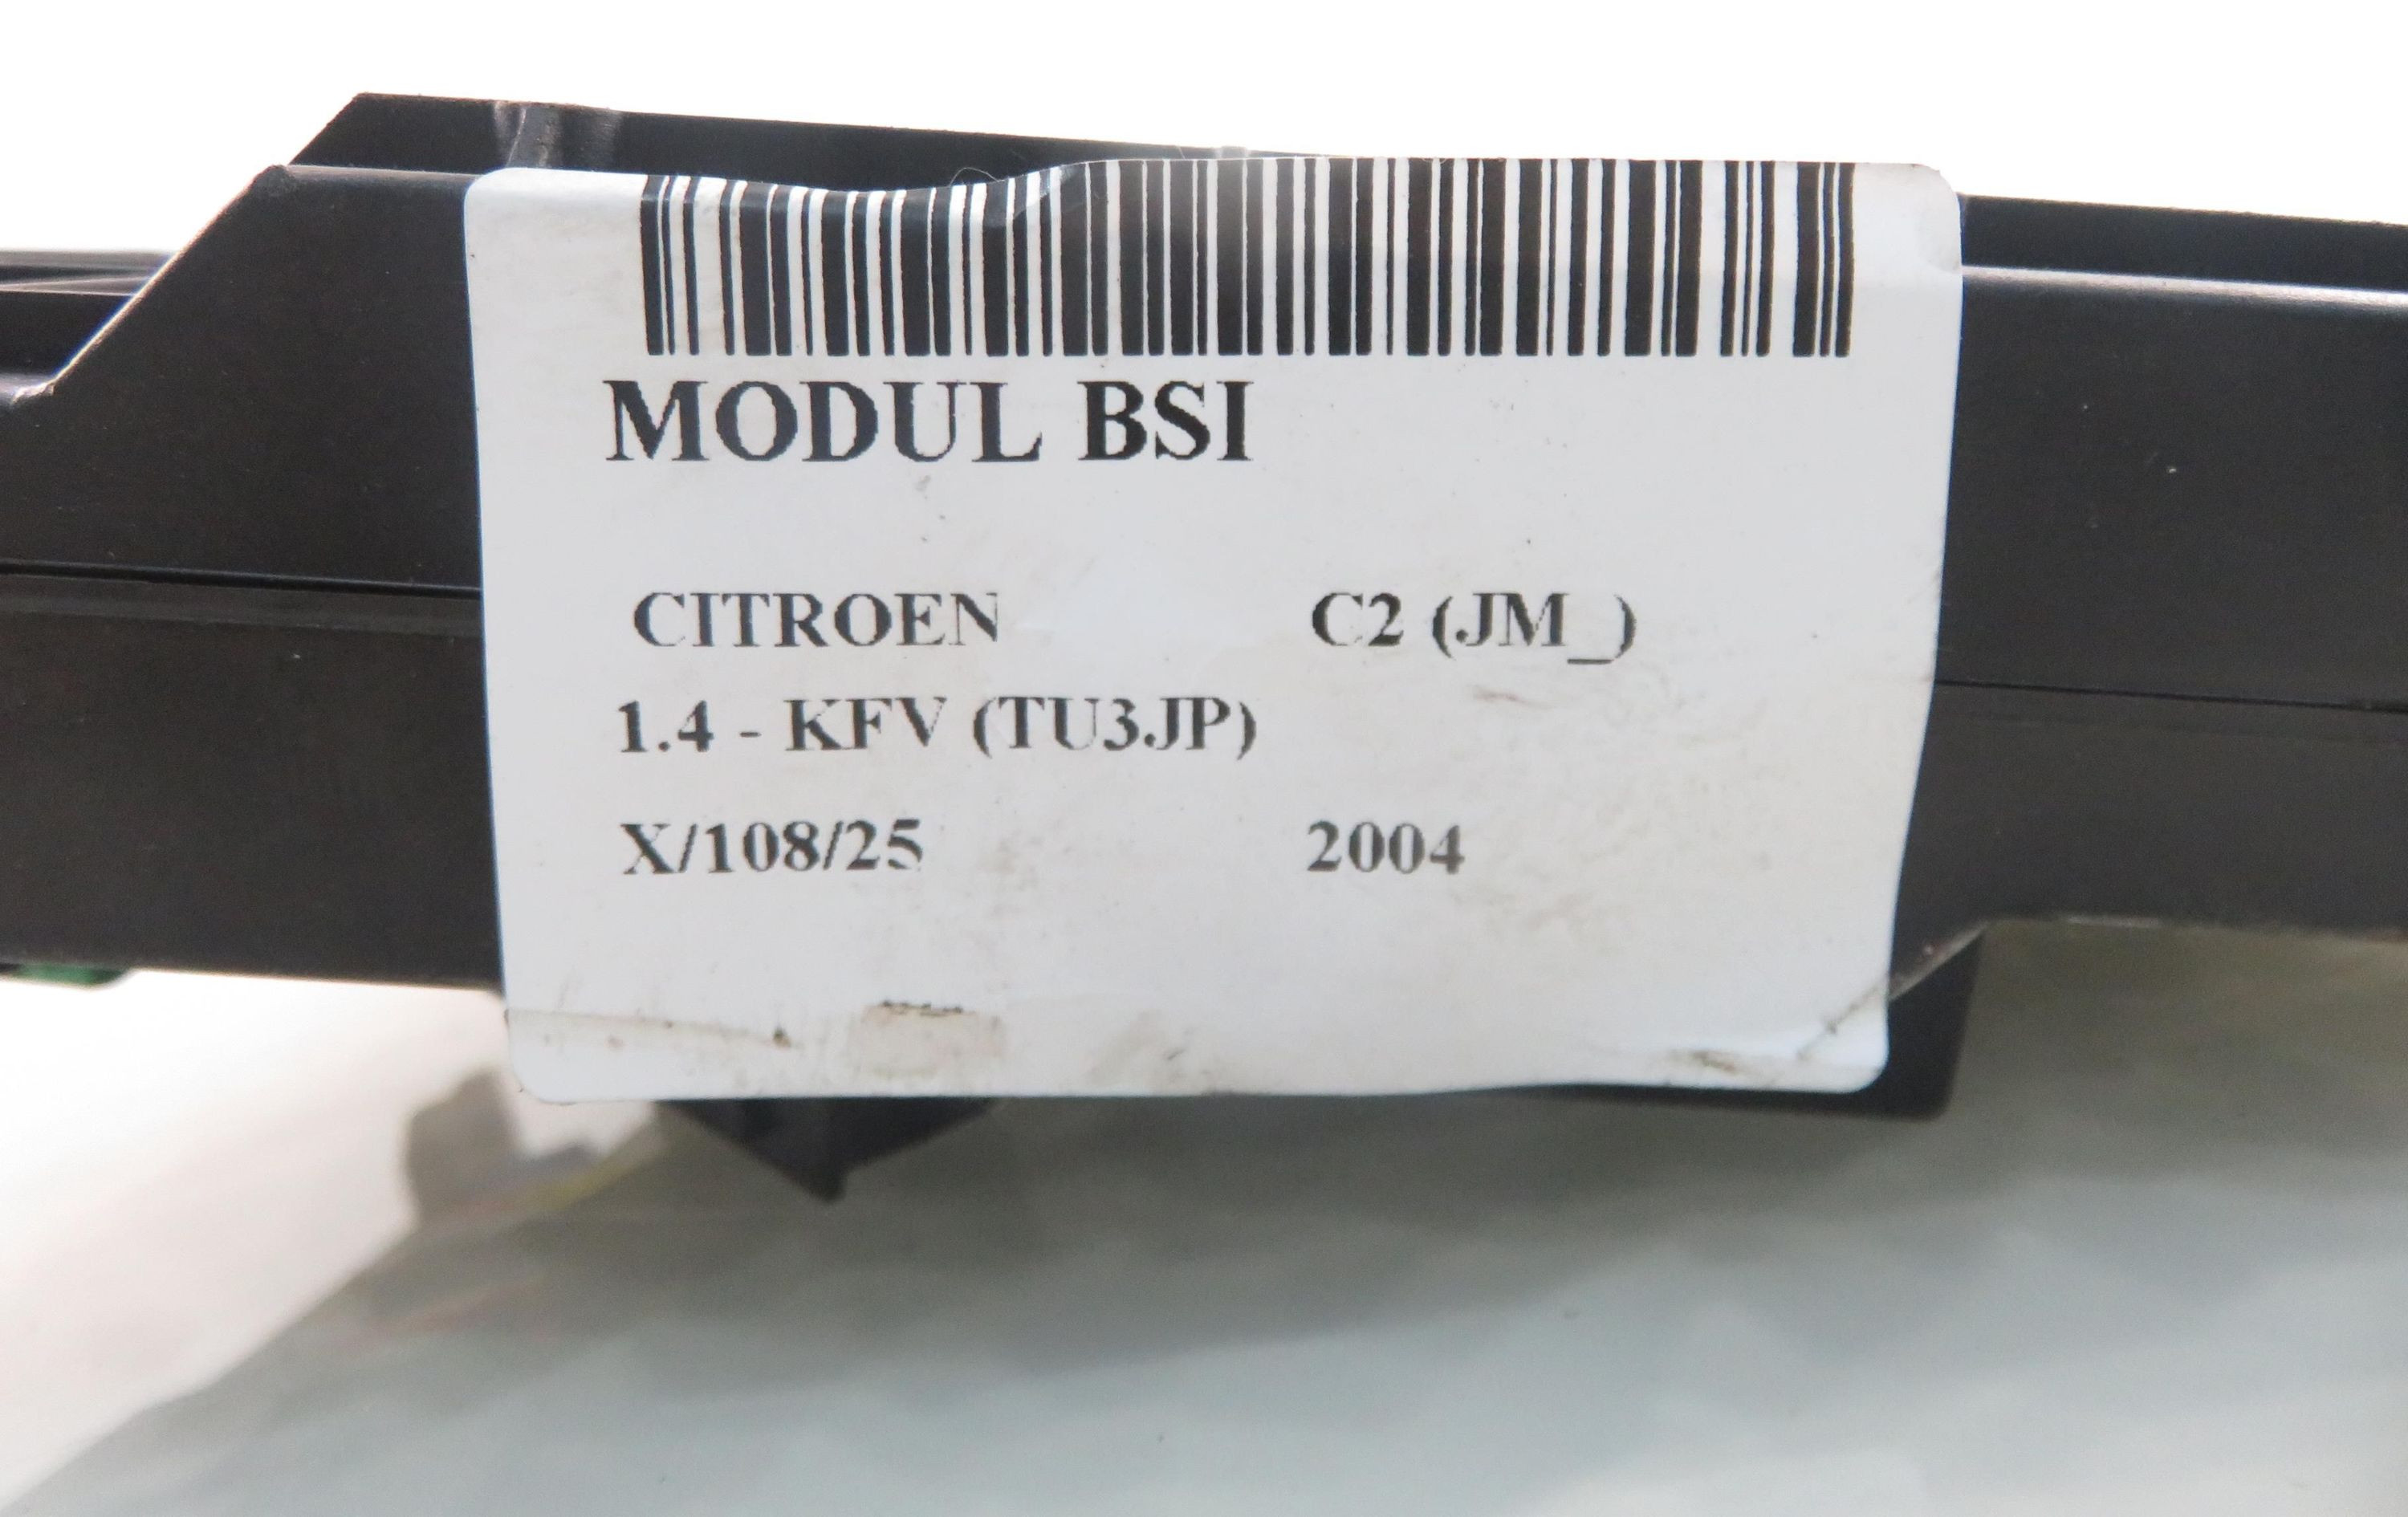 MODUL BSI
CITROEN C2 (JM_)
1.4 - KFV (TU3JP)
X/108/25 2004